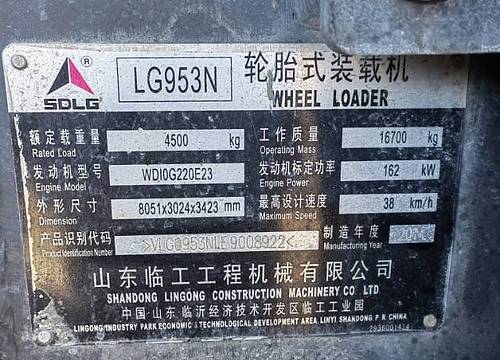 ® LG953N 轮胎式装载机
SDLG WHEEL LOADER
额定载重量 4500 kg 工作质量 16700 kg
Rated Load Operating Mass
发动机型号 WDI0G220E23 发动机标定功率 162 kW
Engine Model Engine Power
外形尺寸 8051x3024x3423 mm 最高设计速度 38 km/h
Dimension Maximum Speed
产品识别代码 制造年度
Product Identification Number Manufacturing Year
山东临工工程机械有限公司
SHANDONG LINGONG CONSTRUCTION MACHINERY CO LTD
中国·山东·临沂经济技术开发区临工工业园
LINGONG INDUSTRY PARK ECONOMIC & TECHNOLOGICAL DEVELOPMENT AREA LINYI SHANDONG P R CHINA
2936001414